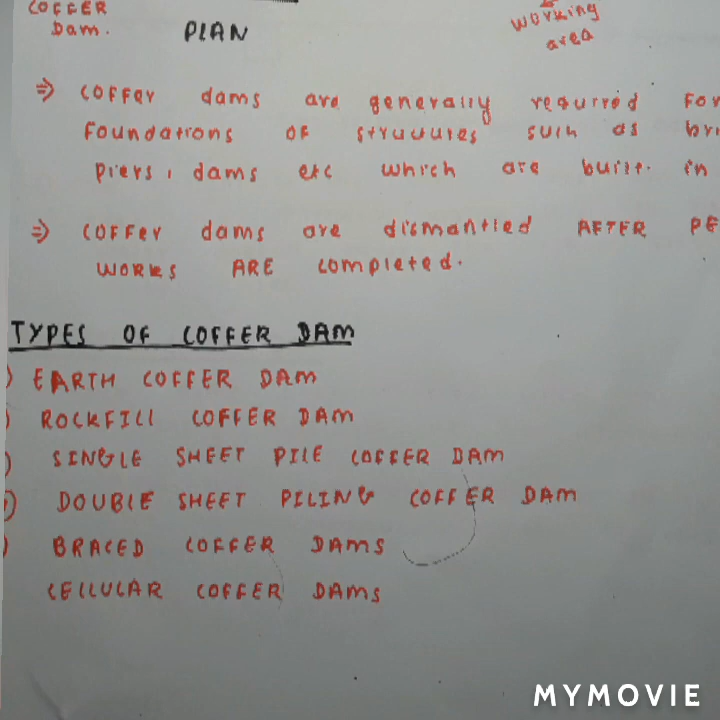 COFFER
Dam.
PLAN
working
area
⇒ COFFER dams are generally required For
Foundations OF structures such as
piers, dams etc which are built. in
⇒ COFFER dams are dismantled AFTER
WORKS ARE completed.
TYPES OF COFFER DAM
) EARTH COFFER DAM
) ROCKFILL COFFER DAM
) SINGLE SHEET PILE COFFER DAM
) DOUBLE SHEET PILING COFFER DAM
) BRACED COFFER DAMS
CELLULAR COFFER DAMS
MYMOVIE